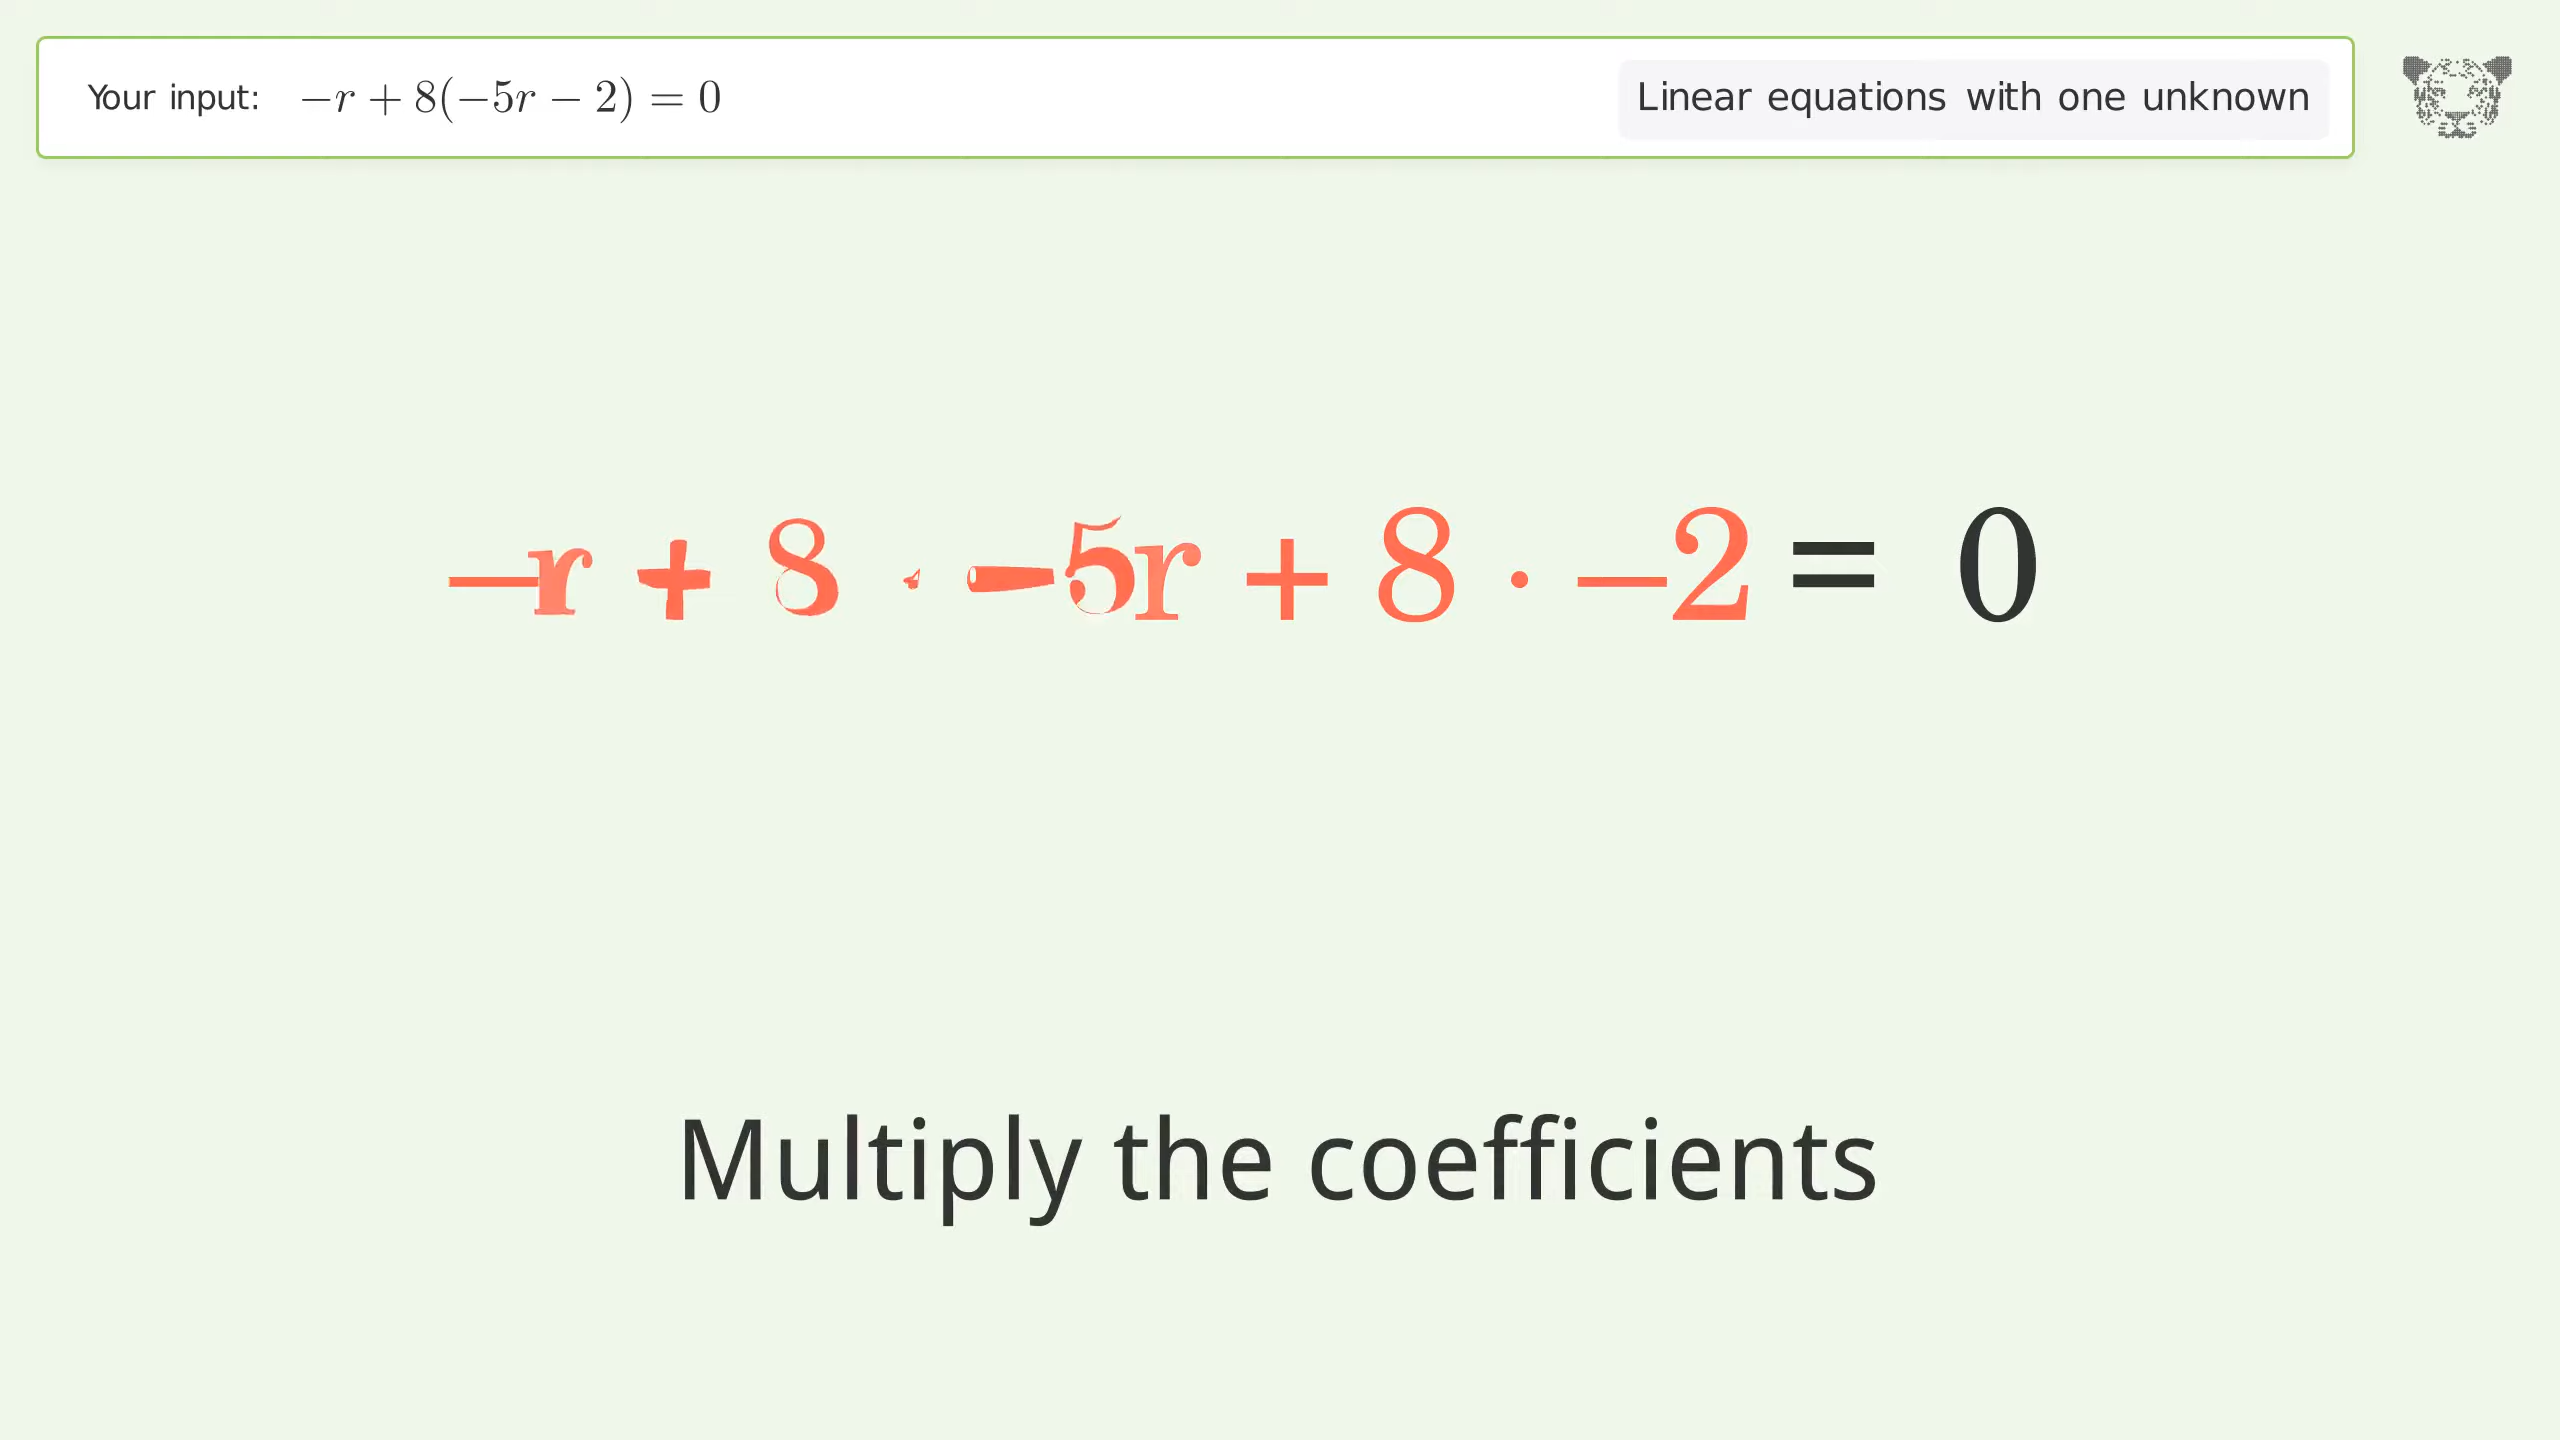 Your input: −r + 8(−5r − 2) = 0
Linear equations with one unknown
−r + 8 · −5r + 8 · −2 = 0
Multiply the coefficients